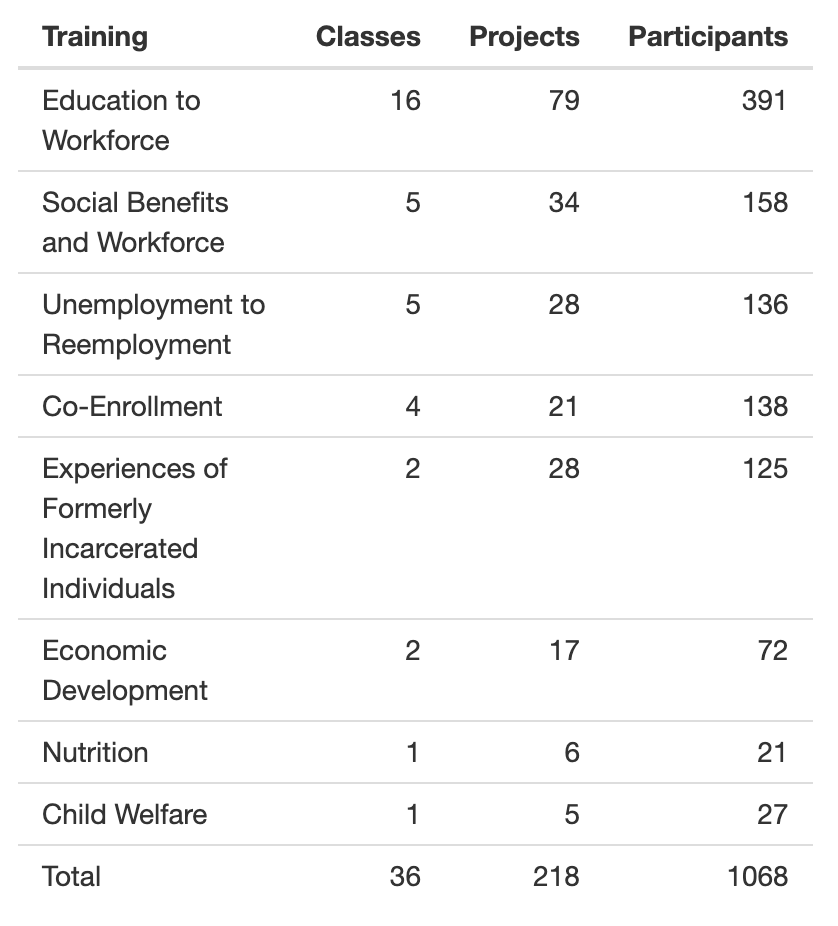 Training Classes Projects Participants
Education to 16 79 391
Workforce
Social Benefits 5 34 158
and Workforce
Unemployment to 5 28 136
Reemployment
Co-Enrollment 4 21 138
Experiences of 2 28 125
Formerly
Incarcerated
Individuals
Economic 2 17 72
Development
Nutrition 1 6 21
Child Welfare 1 5 27
Total 36 218 1068